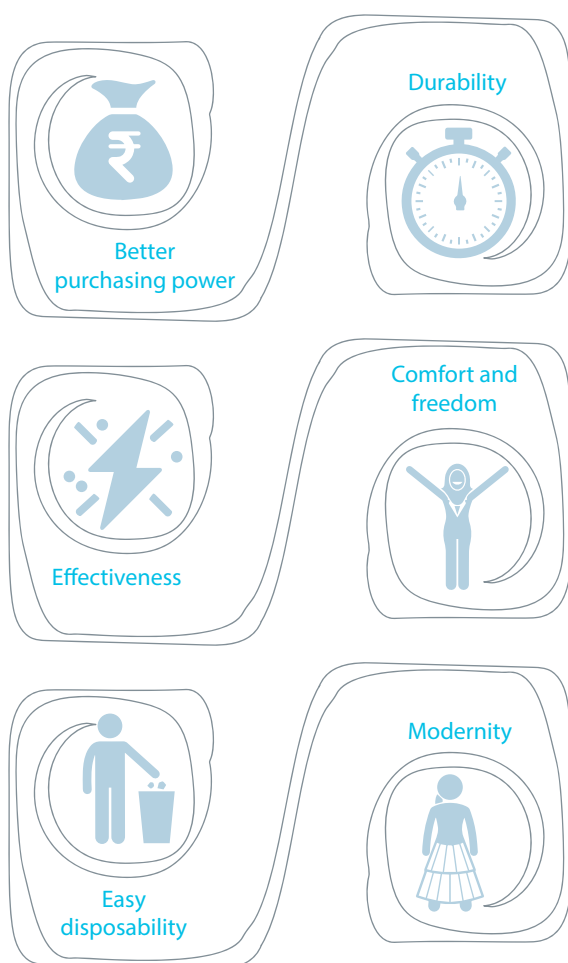 Durability
₹
Better
purchasing power
Comfort and
freedom
Effectiveness
Modernity
Easy
disposability